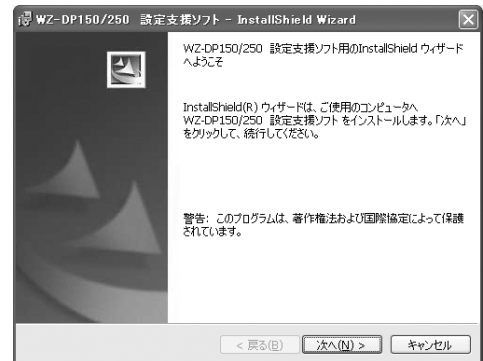 WZ-DP150/250 設定支援ソフト - InstallShield Wizard
WZ-DP150/250 設定支援ソフト用のInstallShield ウィザード
へようこそ
InstallShield(R) ウィザードは、ご使用のコンピュータへ
WZ-DP150/250 設定支援ソフト をインストールします。「次へ」
をクリックして、続行してください。
警告: このプログラムは、著作権法および国際協定によって保護
されています。
< 戻る(B) 次へ(N) > キャンセル